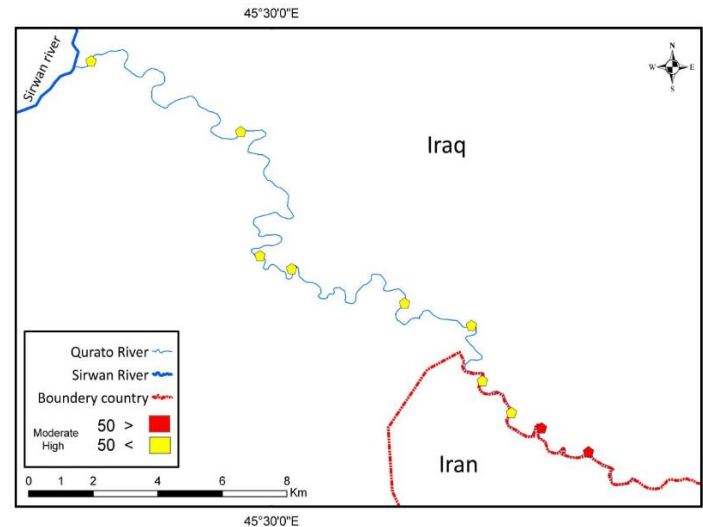 45°30'0"E
Sirwan river
N
W E
S
Iraq
Qurato River
Sirwan River
Boundery country
Moderate 50 >
High 50 <
Iran
0 1 2 4 6 8
Km
45°30'0"E